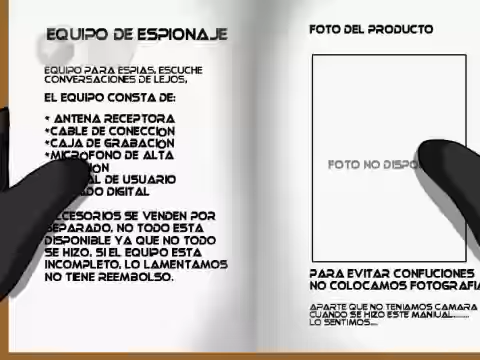 EQUIPO DE ESPIONAJE
EQUIPO PARA ESPIAS, ESCUCHE
CONVERSACIONES DE LEJOS,
EL EQUIPO CONSTA DE:
* ANTENA RECEPTORA
*CABLE DE CONECCION
*CAJA DE GRABACION
*MICROFONO DE ALTA
DE USUARIO
DIGITAL
ACCESORIOS SE VENDEN POR
SEPARADO, NO TODO ESTA
DISPONIBLE YA QUE NO TODO
SE HIZO, SI EL EQUIPO ESTA
INCOMPLETO, LO LAMENTAMOS
NO TIENE REEMBOLSO.
FOTO DEL PRODUCTO
FOTO NO DISPO
PARA EVITAR CONFUCIONES
NO COLOCAMOS FOTOGRAFIA
APARTE QUE NO TENIAMOS CAMARA
CUANDO SE HIZO ESTE MANUAL........
LO SENTIMOS....